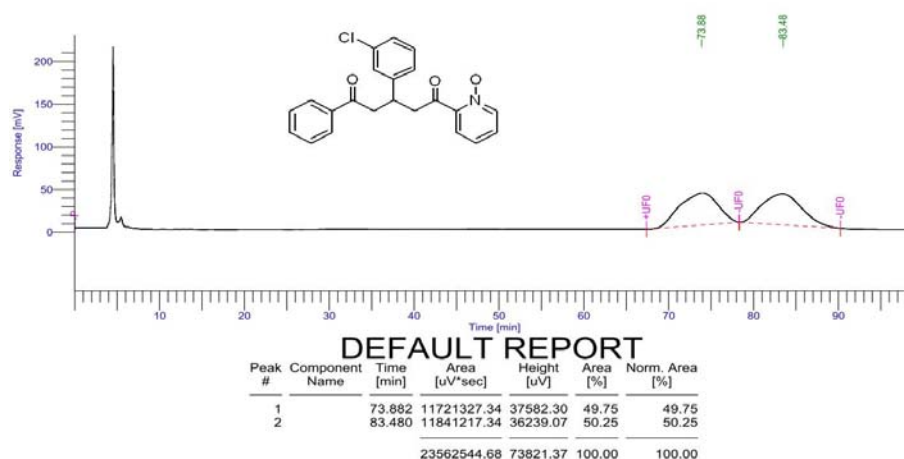 73.88
83.48
Response [mV]
200
150
100
50
0
Cl
O
O
O
N
+UF0
-UF0
-UF0
10
20
30
40
50
60
70
80
90
Time [min]
DEFAULT REPORT
Peak Component Time Area Height Area Norm. Area
# Name [min] [uV*sec] [uV] [%] [%]
1 73.882 11721327.34 37582.30 49.75 49.75
2 83.480 11841217.34 36239.07 50.25 50.25
23562544.68 73821.37 100.00 100.00